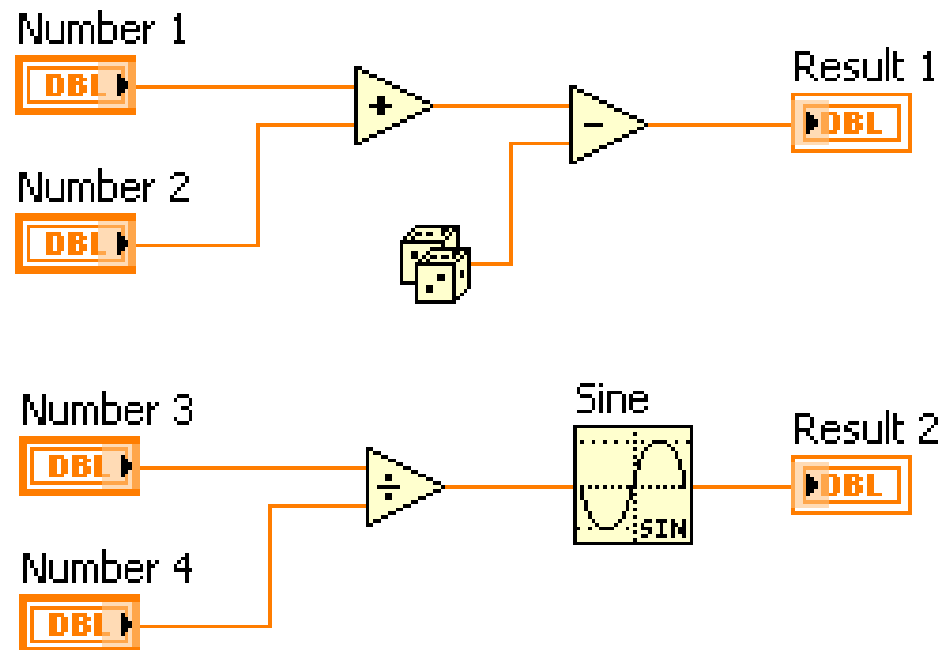 Number 1
DBL
+
−
Result 1
DBL
Number 2
DBL
Number 3
DBL
÷
Sine
SIN
Result 2
DBL
Number 4
DBL